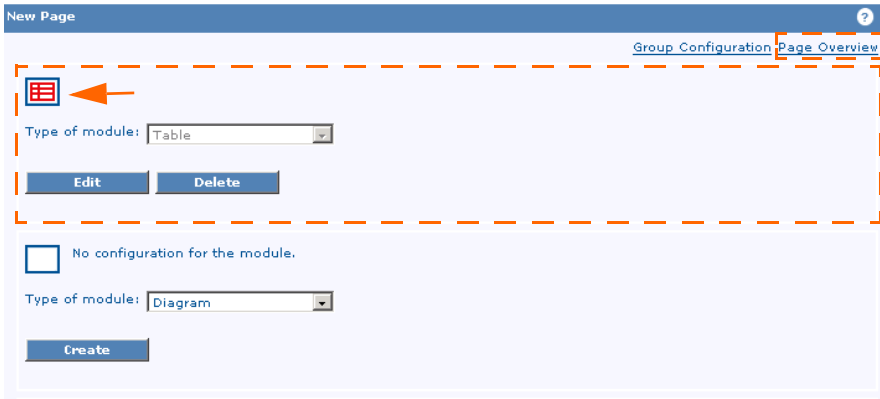 New Page ?
Group Configuration Page Overview
Type of module: Table
Edit Delete
No configuration for the module.
Type of module: Diagram
Create